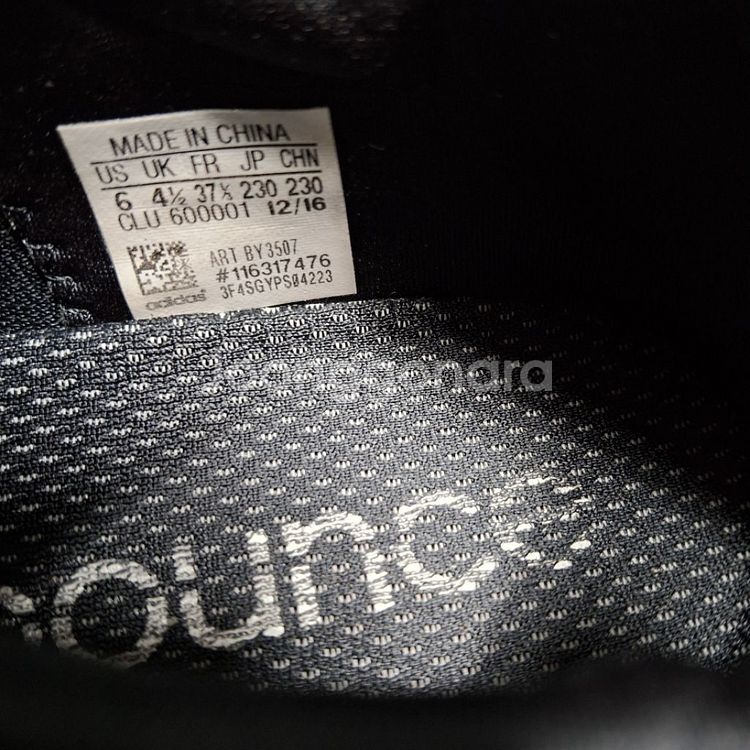 MADE IN CHINA
US UK FR JP CHN
6 4½ 37⅓ 230 230
CLU 600001 12/16
ART BY3507
#116317476
3F4SGYPS04223
adidas
ounce